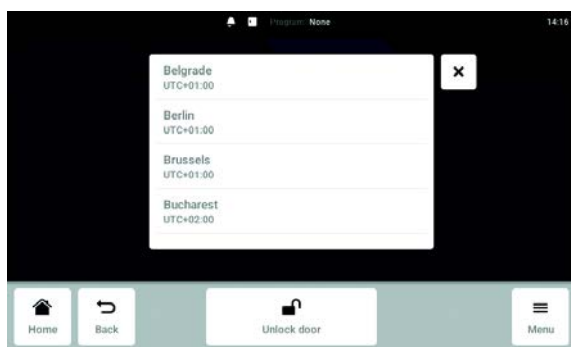 Program: None
14:16
Belgrade
UTC+01:00
Berlin
UTC+01:00
Brussels
UTC+01:00
Bucharest
UTC+02:00
Home
Back
Unlock door
Menu